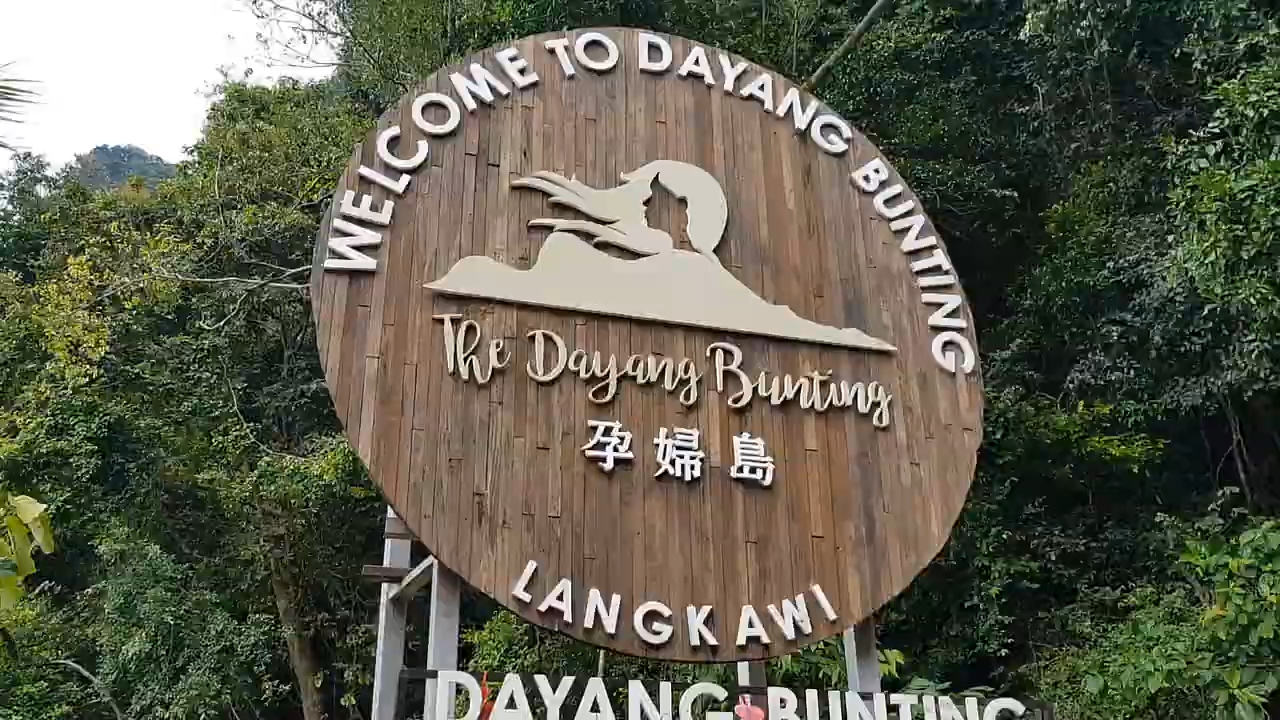 WELCOME TO DAYANG BUNTING
The Dayang Bunting
孕婦島
LANGKAWI
DAYANG BUNTING